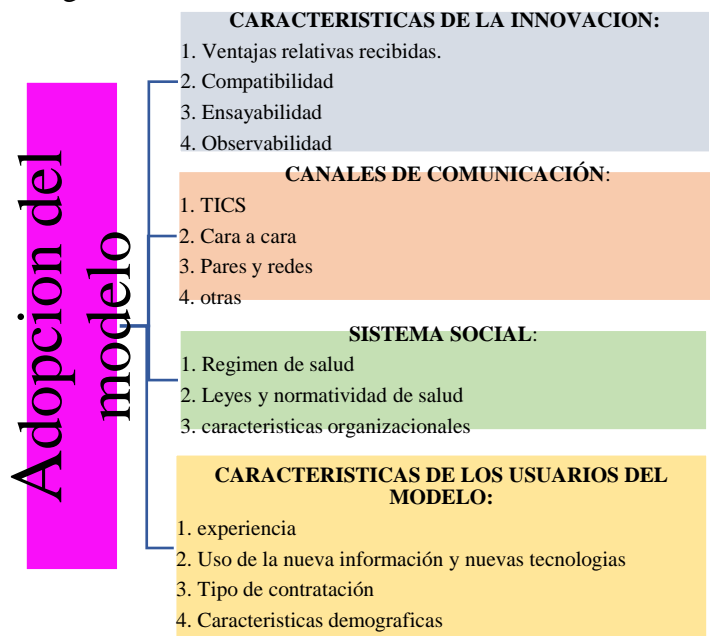 Adopcion del
modelo
CARACTERISTICAS DE LA INNOVACION:
1. Ventajas relativas recibidas.
2. Compatibilidad
3. Ensayabilidad
4. Observabilidad
CANALES DE COMUNICACIÓN:
1. TICS
2. Cara a cara
3. Pares y redes
4. otras
SISTEMA SOCIAL:
1. Regimen de salud
2. Leyes y normatividad de salud
3. caracteristicas organizacionales
CARACTERISTICAS DE LOS USUARIOS DEL
MODELO:
1. experiencia
2. Uso de la nueva información y nuevas tecnologias
3. Tipo de contratación
4. Caracteristicas demograficas